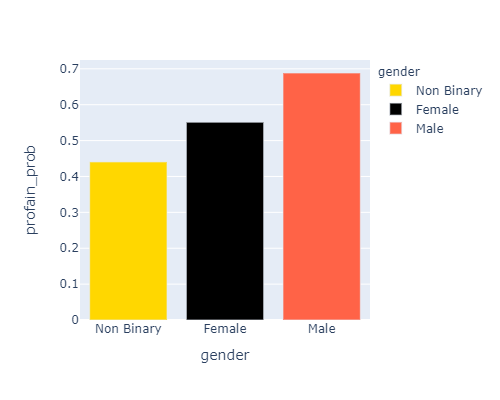 gender
Non Binary
Female
Male
profain_prob
0.7
0.6
0.5
0.4
0.3
0.2
0.1
0
Non Binary Female Male
gender